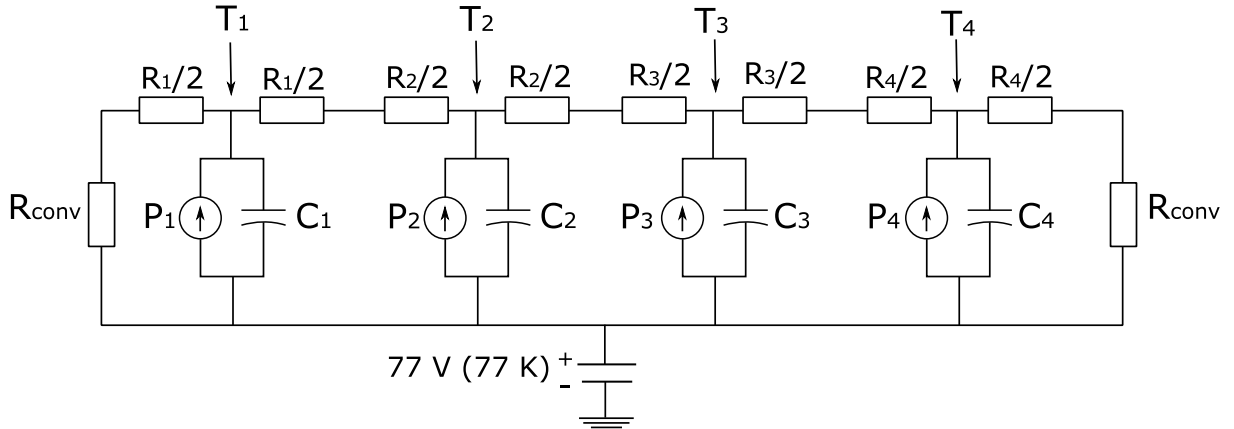 T1 T2 T3 T4
R1/2 R1/2 R2/2 R2/2 R3/2 R3/2 R4/2 R4/2
Rconv P1 C1 P2 C2 P3 C3 P4 C4 Rconv
77 V (77 K) + -